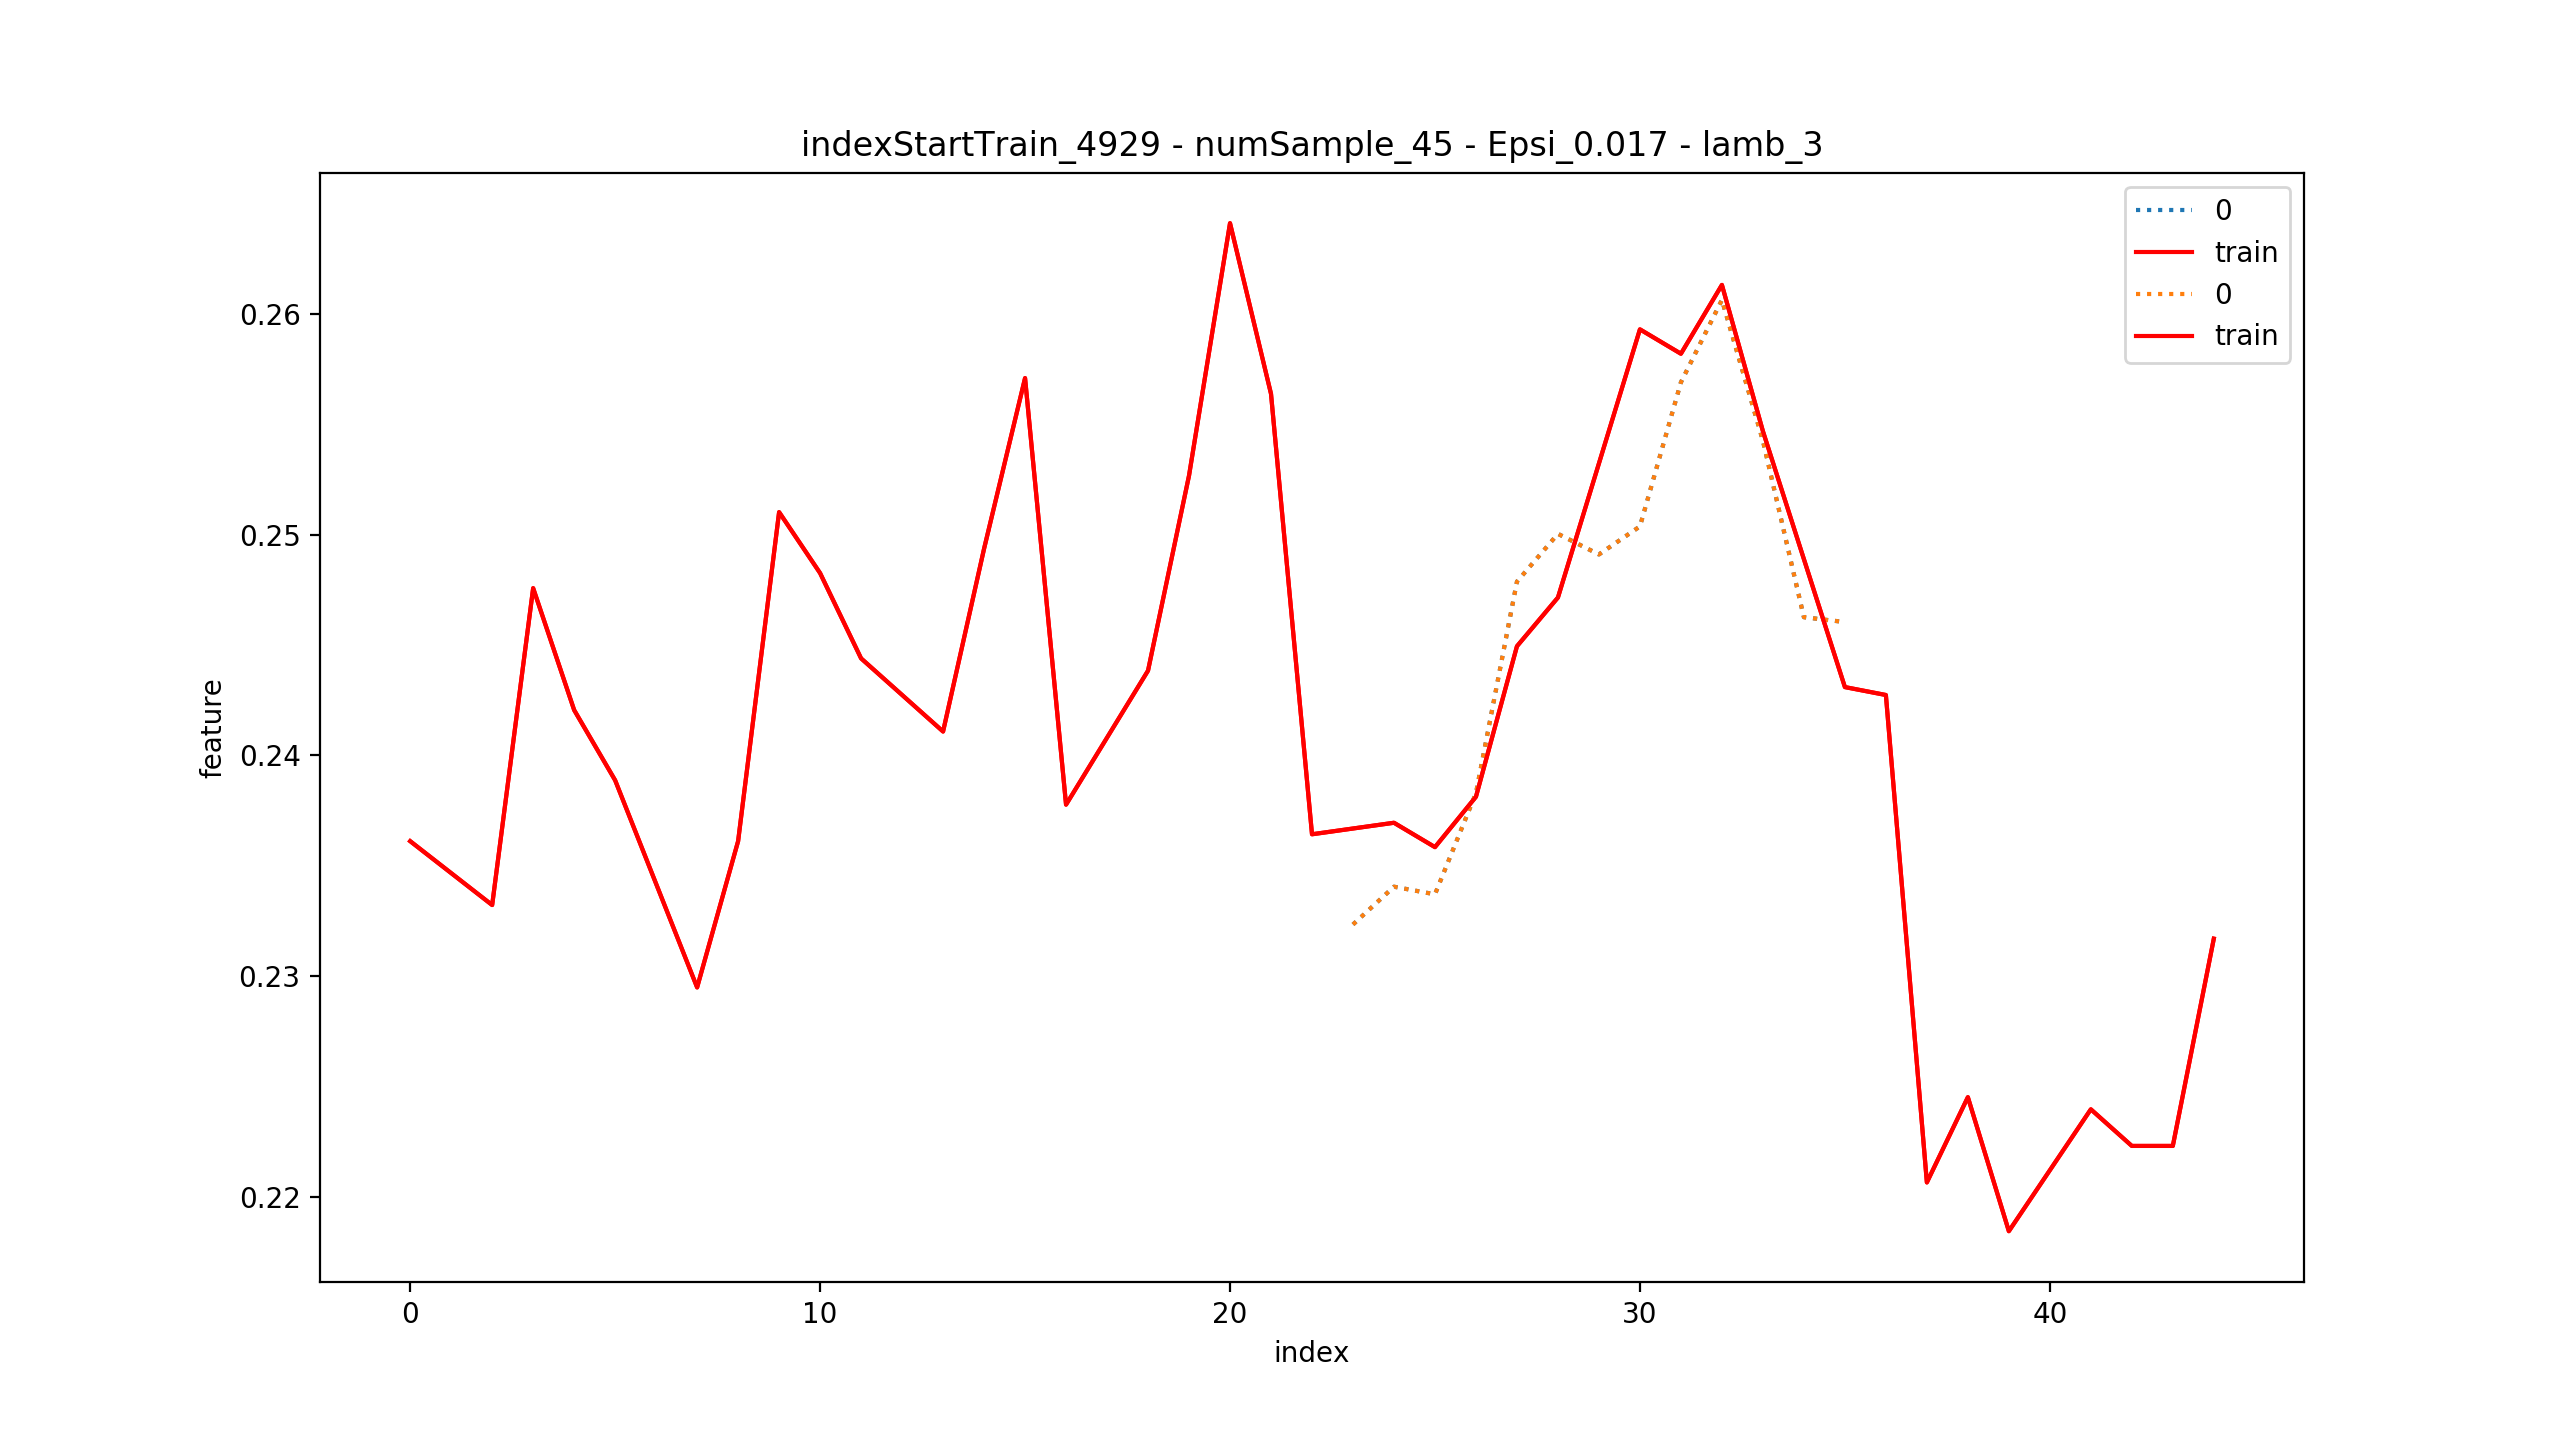 indexStartTrain_4929 - numSample_45 - Epsi_0.017 - lamb_3
0
train
0
train
0.26
0.25
0.24
0.23
0.22
feature
0
10
20
30
40
index